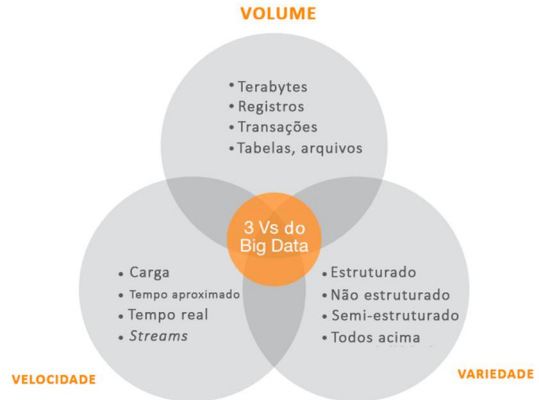 VOLUME
• Terabytes
• Registros
• Transações
• Tabelas, arquivos
3 Vs do
Big Data
• Carga
• Tempo aproximado
• Tempo real
• Streams
• Estruturado
• Não estruturado
• Semi-estruturado
• Todos acima
VELOCIDADE
VARIEDADE